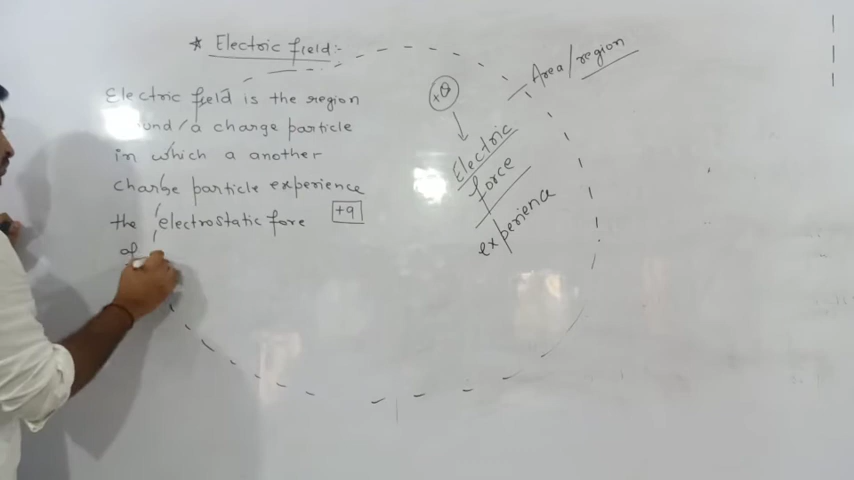 * Electric field:-
Electric field is the region
a charge particle
in which a another
charge particle experience
the electrostatic fore
of
+q
+Q
Area/region
Electric
force
experience